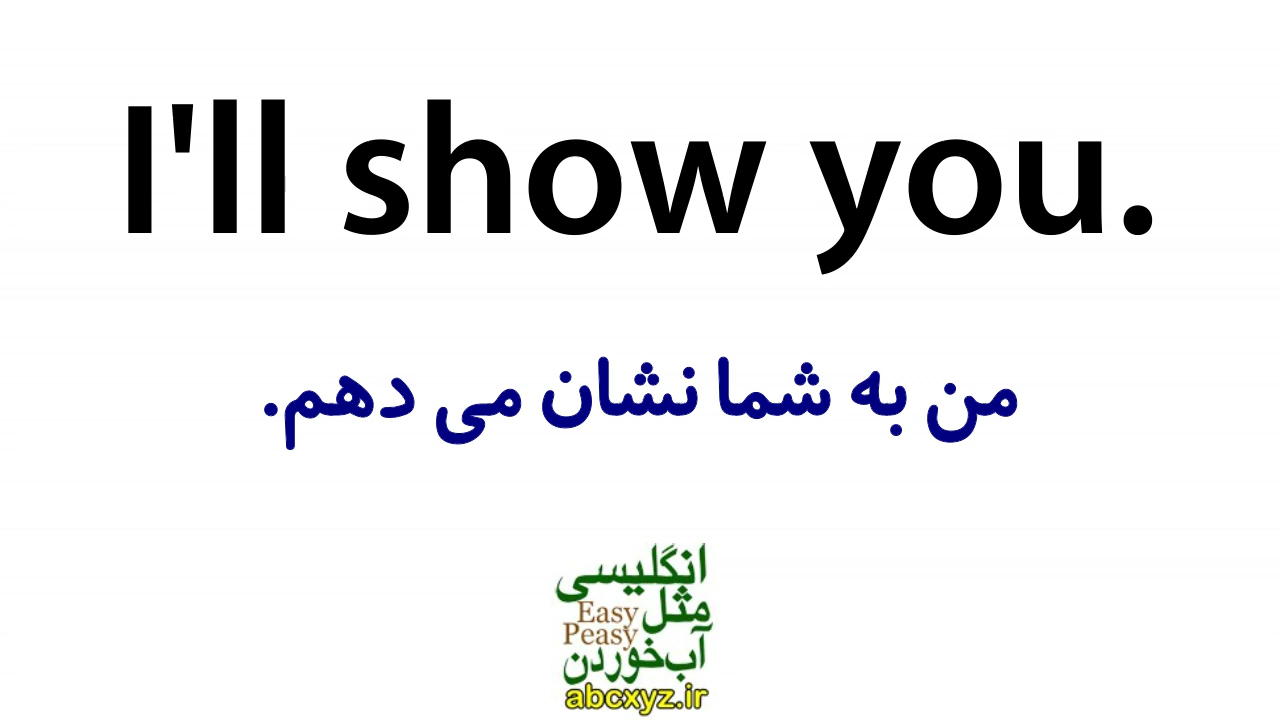 I'll show you.
من به شما نشان می دهم.
انگلیسی
مثل Easy
Peasy
آب‌خوردن
abcxyz.ir